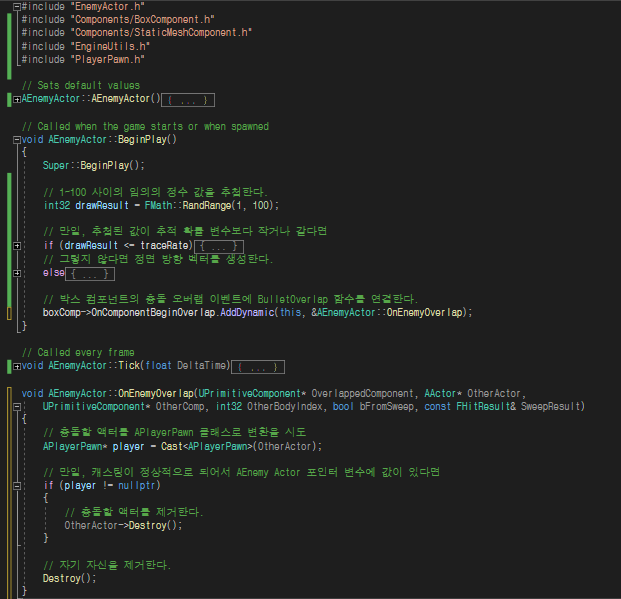 #include "EnemyActor.h"
#include "Components/BoxComponent.h"
#include "Components/StaticMeshComponent.h"
#include "EngineUtils.h"
#include "PlayerPawn.h"
// Sets default values
AEnemyActor::AEnemyActor(){ ... }
// Called when the game starts or when spawned
void AEnemyActor::BeginPlay()
{
Super::BeginPlay();
// 1-100 사이의 임의의 정수 값을 추첨한다.
int32 drawResult = FMath::RandRange(1, 100);
// 만일, 추첨된 값이 추적 확률 변수보다 작거나 같다면
if (drawResult <= traceRate){ ... }
// 그렇지 않다면 정면 방향 벡터를 생성한다.
else{ ... }
// 박스 컴포넌트의 충돌 오버랩 이벤트에 BulletOverlap 함수를 연결한다.
boxComp->OnComponentBeginOverlap.AddDynamic(this, &AEnemyActor::OnEnemyOverlap);
}
// Called every frame
void AEnemyActor::Tick(float DeltaTime){ ... }
void AEnemyActor::OnEnemyOverlap(UPrimitiveComponent* OverlappedComponent, AActor* OtherActor,
UPrimitiveComponent* OtherComp, int32 OtherBodyIndex, bool bFromSweep, const FHitResult& SweepResult)
{
// 충돌할 액터를 APlayerPawn 클래스로 변환을 시도
APlayerPawn* player = Cast<APlayerPawn>(OtherActor);
// 만일, 캐스팅이 정상적으로 되어서 AEnemy Actor 포인터 변수에 값이 있다면
if (player != nullptr)
{
// 충돌할 액터를 제거한다.
OtherActor->Destroy();
}
// 자기 자신을 제거한다.
Destroy();
}